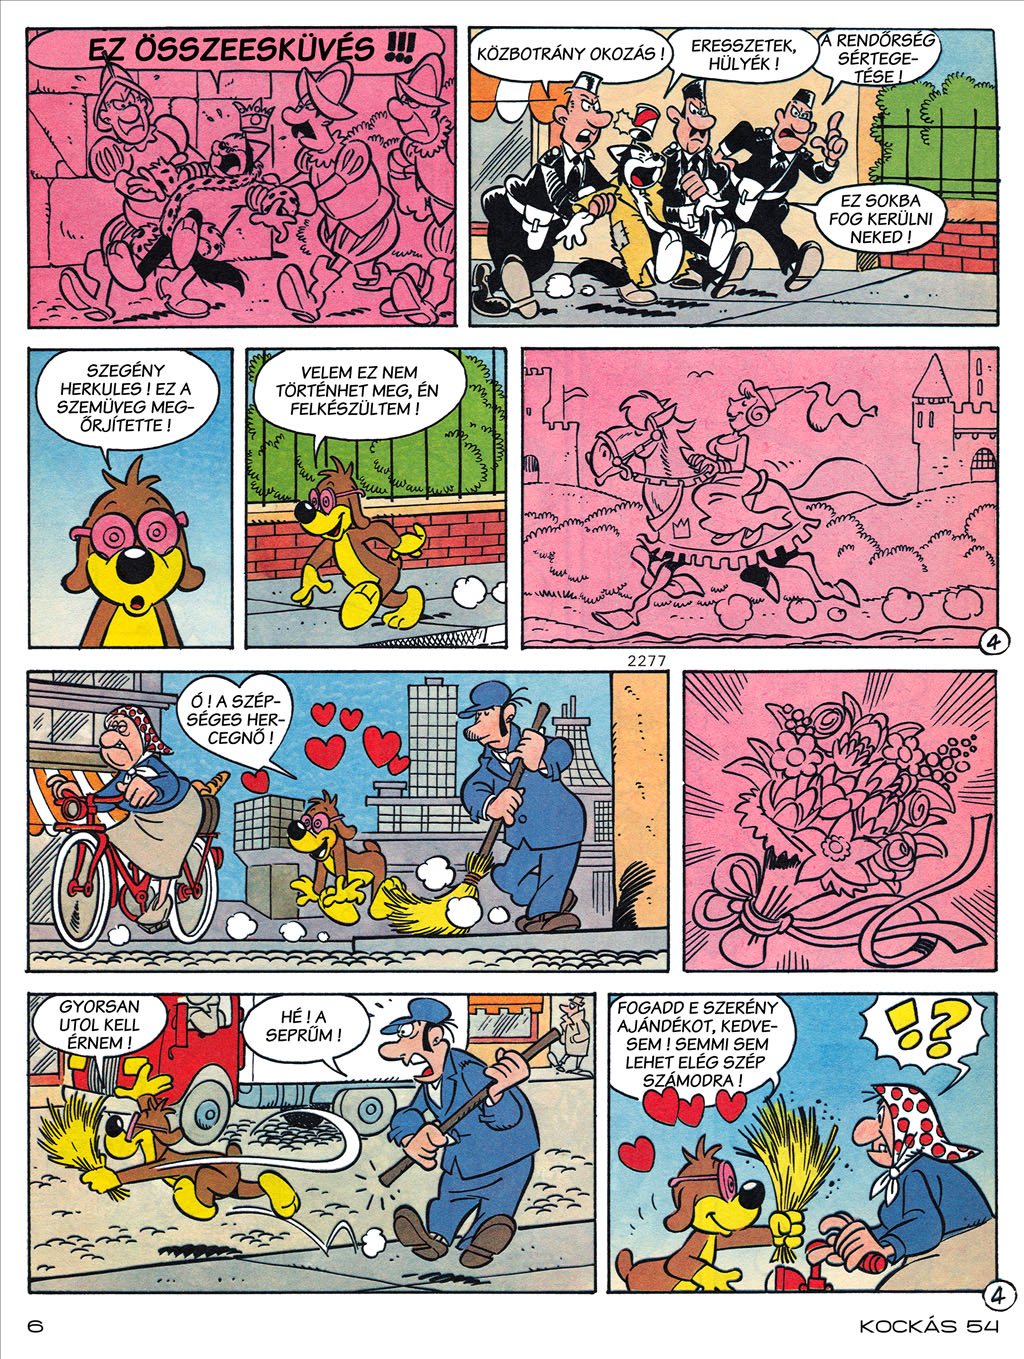 EZ ÖSSZEESKÜVÉS !!!
KÖZBOTRÁNY OKOZÁS !
ERESSZETEK,
HÜLYÉK !
A RENDŐRSÉG
SÉRTEGE-
TÉSE !
EZ SOKBA
FOG KERÜLNI
NEKED !
SZEGÉNY
HERKULES ! EZ A
SZEMÜVEG MEG-
ŐRJÍTETTE !
VELEM EZ NEM
TÖRTÉNHET MEG, ÉN
FELKÉSZÜLTEM !
4
2277
Ó ! A SZÉP-
SÉGES HER-
CEGNŐ !
GYORSAN
UTOL KELL
ÉRNEM !
HÉ ! A
SEPRŰM !
FOGADD E SZERÉNY
AJÁNDÉKOT, KEDVE-
SEM ! SEMMI SEM
LEHET ELÉG SZÉP
SZÁMODRA !
!?
4
6
KOCKÁS 54